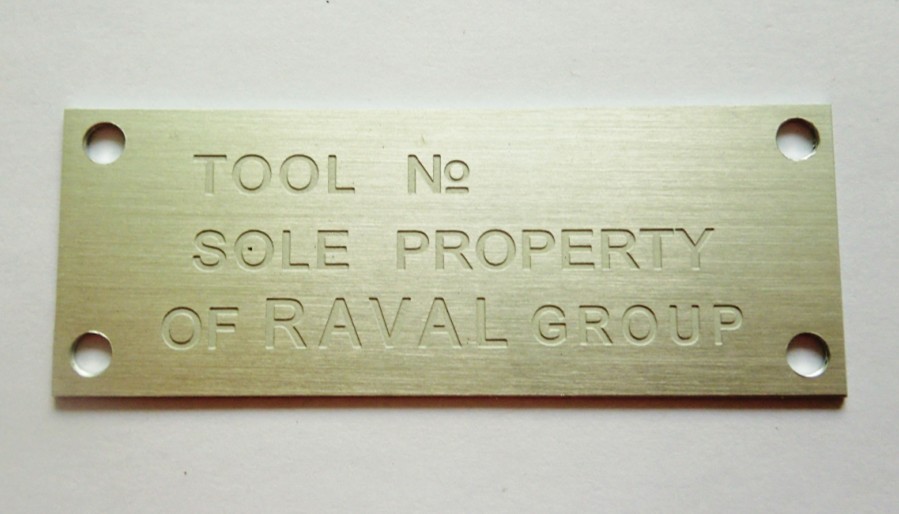 TOOL №
SOLE PROPERTY
OF RAVAL GROUP